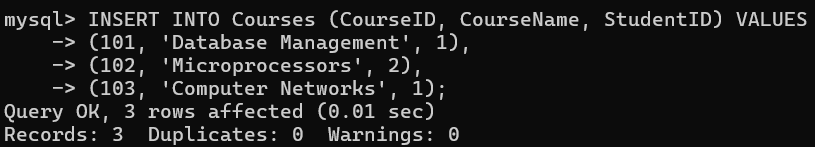 mysql> INSERT INTO Courses (CourseID, CourseName, StudentID) VALUES
    -> (101, 'Database Management', 1),
    -> (102, 'Microprocessors', 2),
    -> (103, 'Computer Networks', 1);
Query OK, 3 rows affected (0.01 sec)
Records: 3  Duplicates: 0  Warnings: 0